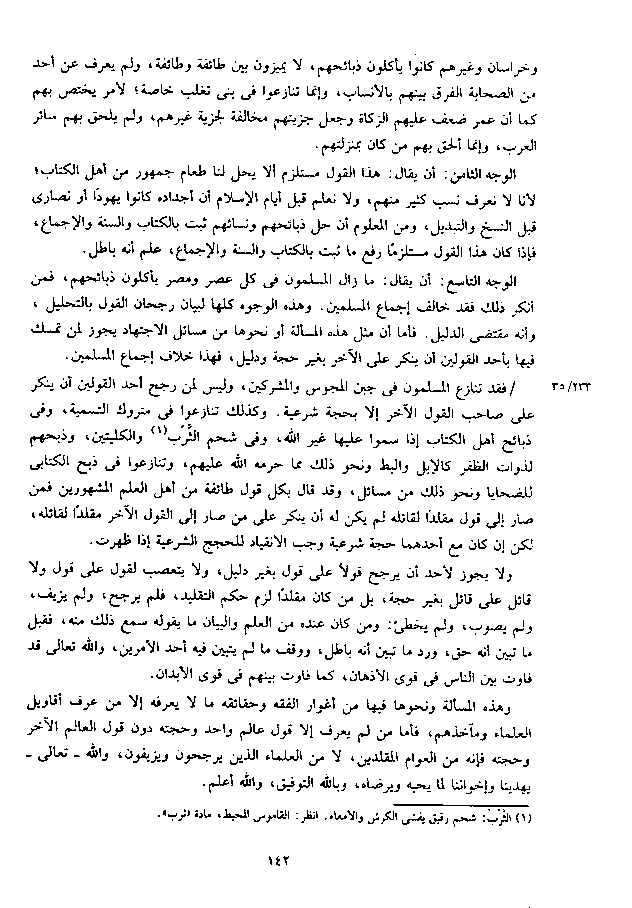 وخراسان وغيرهم كانوا يأكلون ذبائحهم، لا يميزون بين طائفة وطائفة، ولم يعرف عن أحد
من الصحابة الفرق بينهم بالأنساب، وإنما تنازعوا فى بنى تغلب خاصة؛ لأمر يختص بهم
كما أن عمر ضعف عليهم الزكاة وجعل جزيتهم مخالفة لجزية غيرهم، ولم يلحق بهم سائر
العرب، وإنما ألحق بهم من كان بمنزلتهم.
الوجه الثامن: أن يقال: هذا القول مستلزم ألا يحل لنا طعام جمهور من أهل الكتاب؛
لأنا لا نعرف نسب كثير منهم، ولا نعلم قبل أيام الإسلام أن أجداده كانوا يهودًا أو نصارى
قبل النسخ والتبديل، ومن المعلوم أن حل ذبائحهم ونسائهم ثبت بالكتاب والسنة والإجماع،
فإذا كان هذا القول مستلزمًا رفع ما ثبت بالكتاب والسنة والإجماع، علم أنه باطل.
الوجه التاسع: أن يقال: ما زال المسلمون فى كل عصر ومصر يأكلون ذبائحهم، فمن
أنكر ذلك فقد خالف إجماع المسلمين. وهذه الوجوه كلها لبيان رجحان القول بالتحليل ،
وأنه مقتضى الدليل. فأما أن مثل هذه المسألة أو نحوها من مسائل الاجتهاد يجوز لمن تمسك
فيها بأحد القولين أن ينكر على الآخر بغير حجة ودليل، فهذا خلاف إجماع المسلمين.
٣٥/٢٣٣ / فقد تنازع المسلمون فى جبن المجوس والمشركين، وليس لمن رجح أحد القولين أن ينكر
على صاحب القول الآخر إلا بحجة شرعية. وكذلك تنازعوا فى متروك التسمية، وفى
ذبائح أهل الكتاب إذا سموا عليها غير الله، وفى شحم الثَّرْب(١) والكليتين، وذبحهم
لذوات الظفر كالإبل والبط ونحو ذلك مما حرمه الله عليهم، وتنازعوا فى ذبح الكتابى
للضحايا ونحو ذلك من مسائل، وقد قال بكل قول طائفة من أهل العلم المشهورين فمن
صار إلى قول مقلدًا لقائله لم يكن له أن ينكر على من صار إلى القول الآخر مقلدًا لقائله،
لكن إن كان مع أحدهما حجة شرعية وجب الانقياد للحجج الشرعية إذا ظهرت.
ولا يجوز لأحد أن يرجح قولاً على قول بغير دليل، ولا يتعصب لقول على قول ولا
قائل على قائل بغير حجة، بل من كان مقلدًا لزم حكم التقليد، فلم يرجح، ولم يزيف،
ولم يصوب، ولم يخطئ: ومن كان عنده من العلم والبيان ما يقوله سمع ذلك منه، فقبل
ما تبين أنه حق، ورد ما تبين أنه باطل، ووقف ما لم يتبين فيه أحد الأمرين، والله تعالى قد
فاوت بين الناس فى قوى الأذهان، كما فاوت بينهم فى قوى الأبدان.
وهذه المسألة ونحوها فيها من أغوار الفقه وحقائقه ما لا يعرفه إلا من عرف أقاويل
العلماء ومآخذهم، فأما من لم يعرف إلا قول عالم واحد وحجته دون قول العالم الآخر
وحجته فإنه من العوام المقلدين، لا من العلماء الذين يرجحون ويزيفون، والله ـ تعالى ـ
يهدينا وإخواننا لما يحبه ويرضاه، وبالله التوفيق، والله أعلم.
(١) الثَّرْبُ: شحم رقيق يغشى الكرش والأمعاء. انظر: القاموس المحيط، مادة «ثرب».
١٤٢